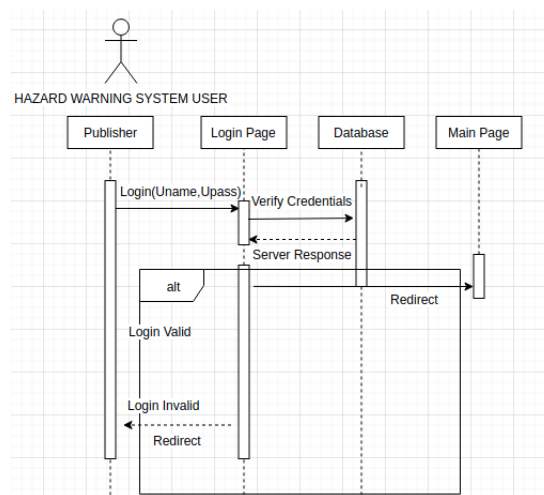 HAZARD WARNING SYSTEM USER
Publisher
Login Page
Database
Main Page
Login(Uname,Upass)
Verify Credentials
Server Response
alt
Redirect
Login Valid
Login Invalid
Redirect